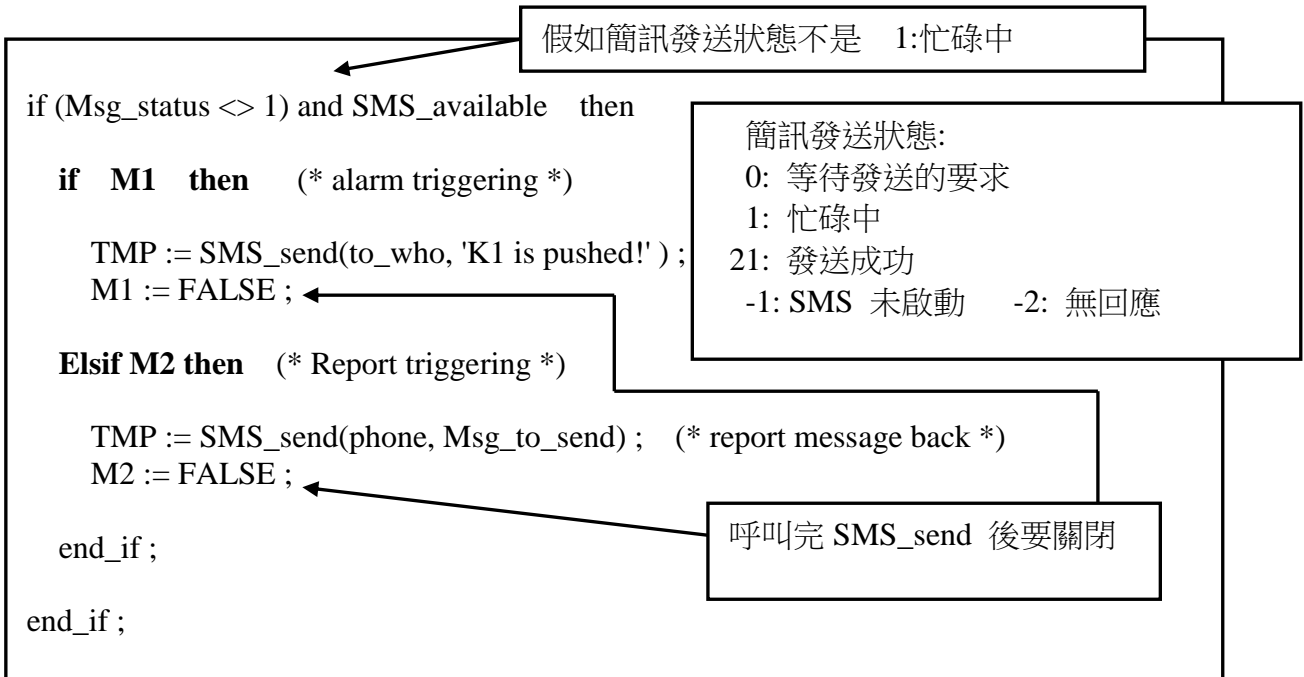 假如簡訊發送狀態不是 1:忙碌中
if (Msg_status <> 1) and SMS_available then
簡訊發送狀態:
0: 等待發送的要求
1: 忙碌中
21: 發送成功
-1: SMS 未啟動 -2: 無回應
if M1 then (* alarm triggering *)
TMP := SMS_send(to_who, 'K1 is pushed!' ) ;
M1 := FALSE ;
Elsif M2 then (* Report triggering *)
TMP := SMS_send(phone, Msg_to_send) ; (* report message back *)
M2 := FALSE ;
呼叫完 SMS_send 後要關閉
end_if ;
end_if ;